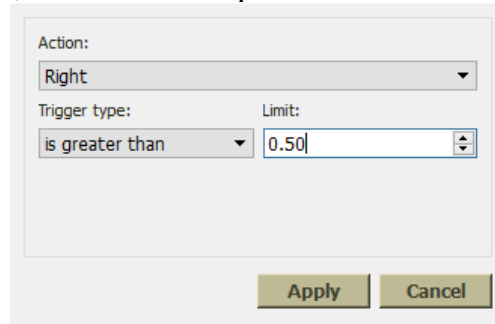 Action:
Right
Trigger type: Limit:
is greater than 0.50
Apply Cancel